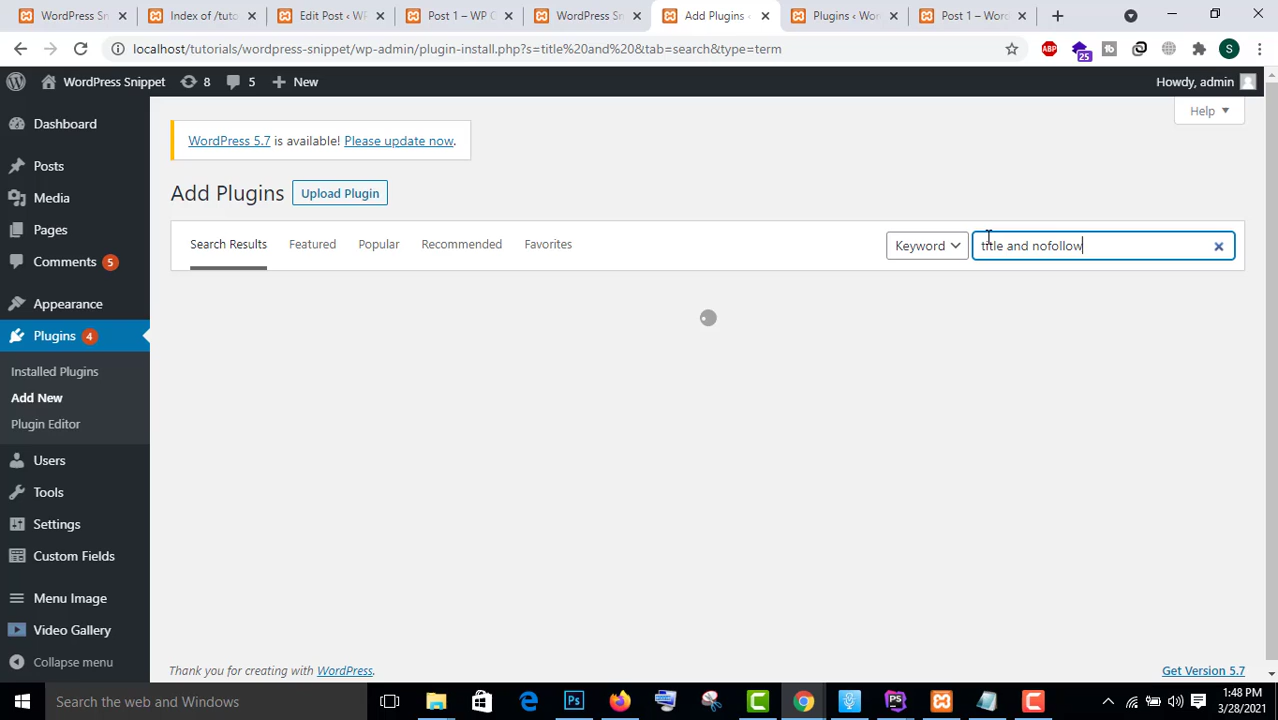 WordPress Sn
Index of /tuto
Edit Post ‹ WP
Post 1 – WP C
WordPress Sn
Add Plugins ‹
Plugins ‹ Wor
Post 1 – Word
localhost/tutorials/wordpress-snippet/wp-admin/plugin-install.php?s=title%20and%20&tab=search&type=term
ABP
25
S
WordPress Snippet
8
5
New
Howdy, admin
Help
Dashboard
Posts
Media
Pages
Comments 5
Appearance
Plugins 4
Installed Plugins
Add New
Plugin Editor
Users
Tools
Settings
Custom Fields
Menu Image
Video Gallery
Collapse menu
WordPress 5.7 is available! Please update now.
Add Plugins
Upload Plugin
Search Results
Featured
Popular
Recommended
Favorites
Keyword
title and nofollow
Thank you for creating with WordPress.
Get Version 5.7
Search the web and Windows
1:48 PM
3/28/2021